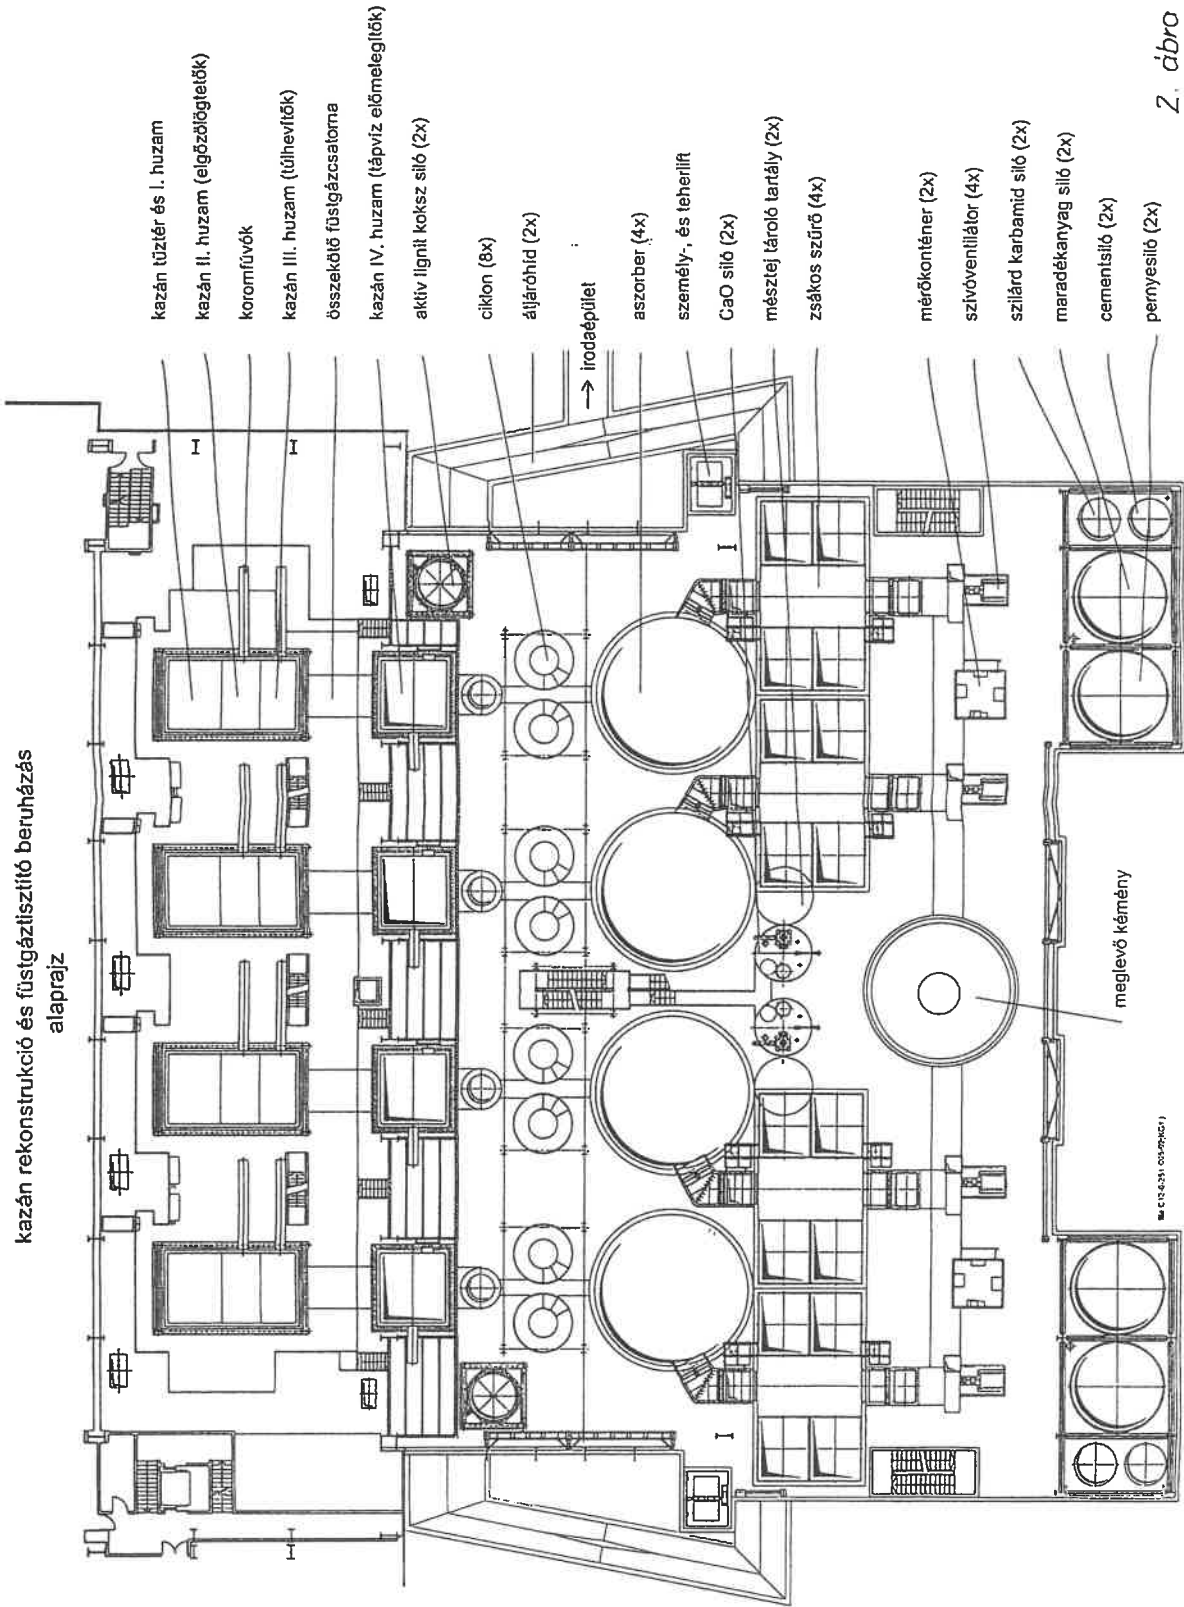 kazán rekonstrukció és füstgáztisztító beruházás
alaprajz
kazán tűztér és I. huzam
kazán II. huzam (elgőzölögtetők)
koromfúvók
kazán III. huzam (túlhevítők)
összekötő füstgázcsatorna
kazán IV. huzam (tápvíz előmelegítők)
aktív lignit koksz siló (2x)
ciklon (8x)
átjáróhíd (2x)
→ irodaépület
aszorber (4x)
személy-, és teherlift
CaO siló (2x)
mésztej tároló tartály (2x)
zsákos szűrő (4x)
mérőkonténer (2x)
szívóventilátor (4x)
szilárd karbamid siló (2x)
maradékanyag siló (2x)
cementsiló (2x)
pernyesiló (2x)
meglevő kémény
2. ábra